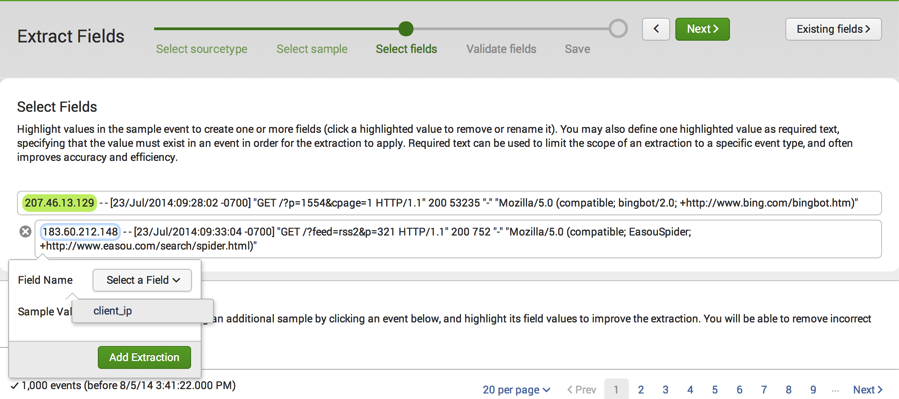 Extract Fields
Select sourcetype
Select sample
Select fields
Validate fields
Save
<
Next >
Existing fields >
Select Fields
Highlight values in the sample event to create one or more fields (click a highlighted value to remove or rename it). You may also define one highlighted value as required text,
specifying that the value must exist in an event in order for the extraction to apply. Required text can be used to limit the scope of an extraction to a specific event type, and often
improves accuracy and efficiency.
207.46.13.129 - - [23/Jul/2014:09:28:02 -0700] "GET /?p=1554&cpage=1 HTTP/1.1" 200 53235 "-" "Mozilla/5.0 (compatible; bingbot/2.0; +http://www.bing.com/bingbot.htm)"
183.60.212.148 - - [23/Jul/2014:09:33:04 -0700] "GET /?feed=rss2&p=321 HTTP/1.1" 200 752 "-" "Mozilla/5.0 (compatible; EasouSpider;
+http://www.easou.com/search/spider.html)"
Field Name
Select a Field
Sample
client_ip
an additional sample by clicking an event below, and highlight its field values to improve the extraction. You will be able to remove incorrect
Add Extraction
✓ 1,000 events (before 8/5/14 3:41:22.000 PM)
20 per page
< Prev 1 2 3 4 5 6 7 8 9 ... Next >